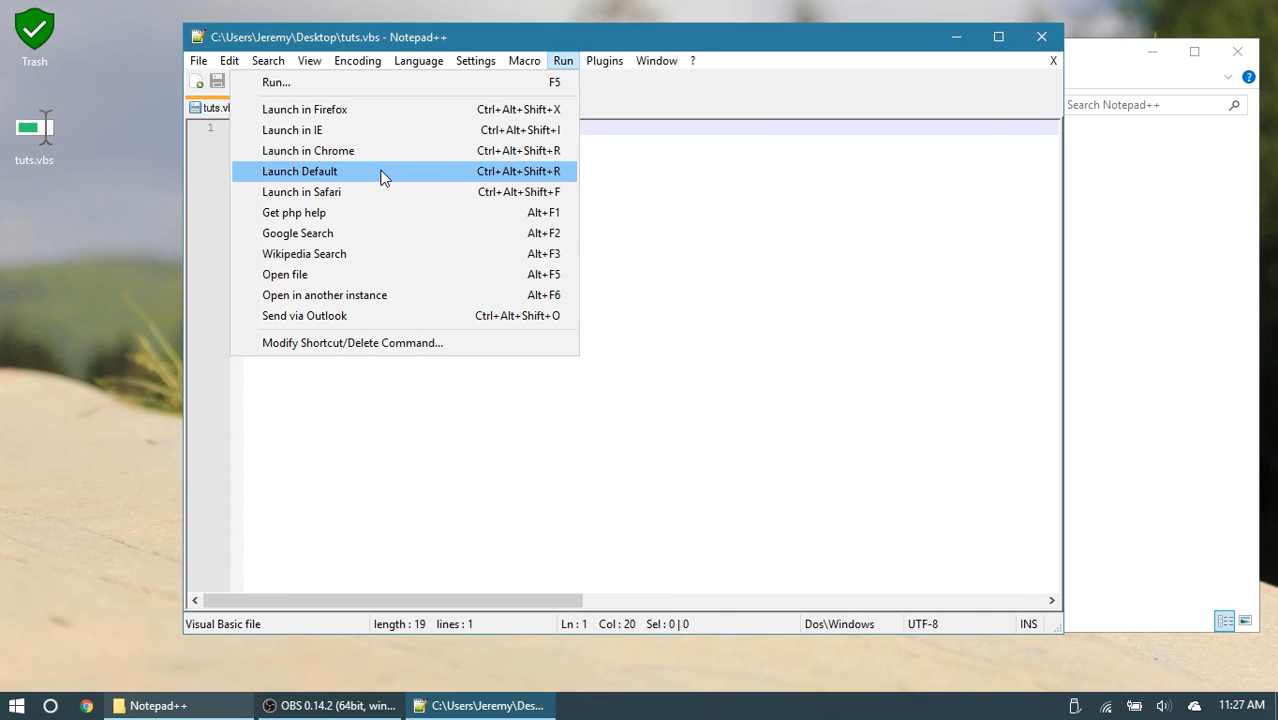 Trash
tuts.vbs
C:\Users\Jeremy\Desktop\tuts.vbs - Notepad++
File Edit Search View Encoding Language Settings Macro Run Plugins Window ? X
tuts.vl
1
Run... F5
Launch in Firefox Ctrl+Alt+Shift+X
Launch in IE Ctrl+Alt+Shift+I
Launch in Chrome Ctrl+Alt+Shift+R
Launch Default Ctrl+Alt+Shift+R
Launch in Safari Ctrl+Alt+Shift+F
Get php help Alt+F1
Google Search Alt+F2
Wikipedia Search Alt+F3
Open file Alt+F5
Open in another instance Alt+F6
Send via Outlook Ctrl+Alt+Shift+O
Modify Shortcut/Delete Command...
Search Notepad++
Visual Basic file length : 19 lines : 1 Ln : 1 Col : 20 Sel : 0 | 0 Dos\Windows UTF-8 INS
Notepad++ OBS 0.14.2 (64bit, win... C:\Users\Jeremy\Des... 11:27 AM